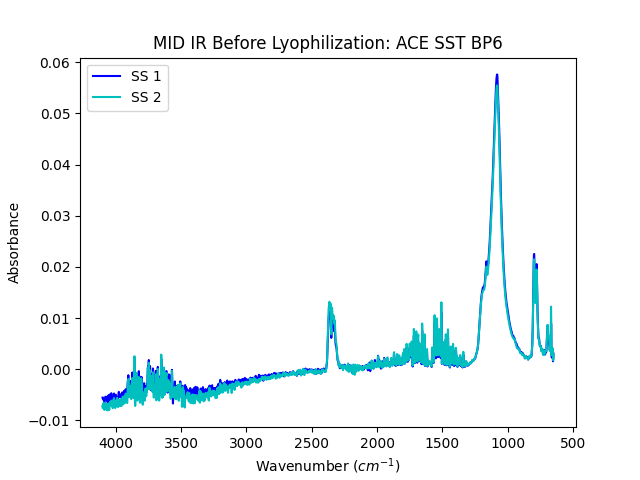 MID IR Before Lyophilization: ACE SST BP6
SS 1
SS 2
0.06
0.05
0.04
0.03
0.02
0.01
0.00
−0.01
Absorbance
4000 3500 3000 2500 2000 1500 1000 500
Wavenumber (cm⁻¹)